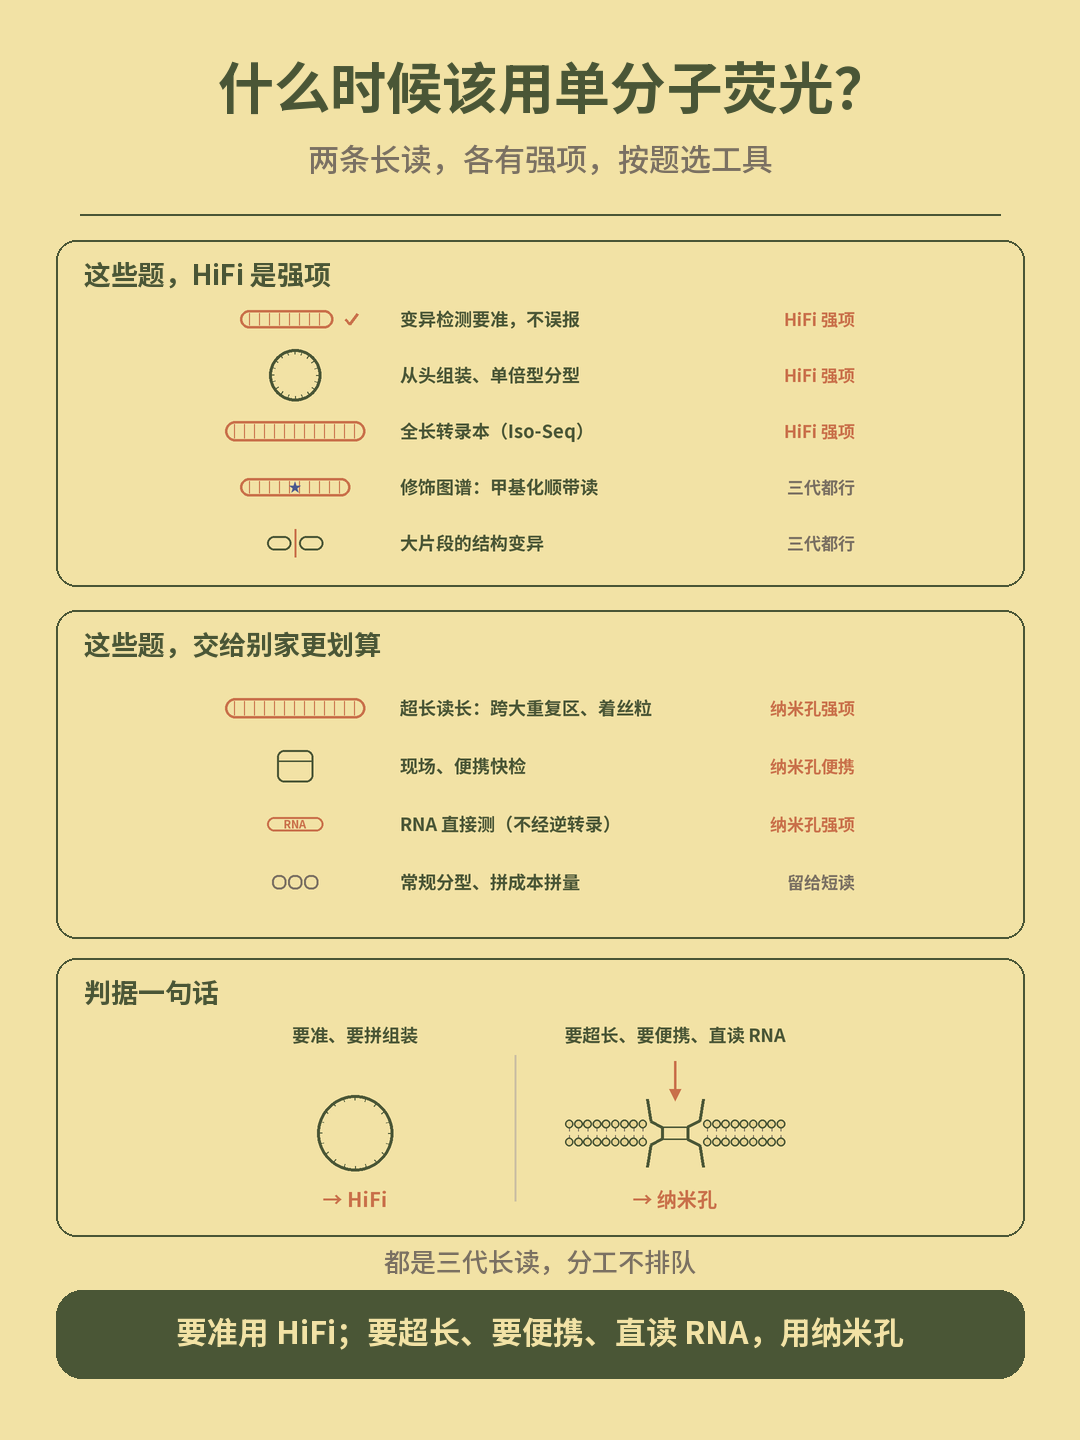 什么时候该用单分子荧光？
两条长读，各有强项，按题选工具
这些题，HiFi 是强项
变异检测要准，不误报 HiFi 强项
从头组装、单倍型分型 HiFi 强项
全长转录本（Iso-Seq） HiFi 强项
修饰图谱：甲基化顺带读 三代都行
大片段的结构变异 三代都行
这些题，交给别家更划算
超长读长：跨大重复区、着丝粒 纳米孔强项
现场、便携快检 纳米孔便携
RNA RNA 直接测（不经逆转录） 纳米孔强项
常规分型、拼成本拼量 留给短读
判据一句话
要准、要拼组装
→ HiFi
要超长、要便携、直读 RNA
→ 纳米孔
都是三代长读，分工不排队
要准用 HiFi；要超长、要便携、直读 RNA，用纳米孔